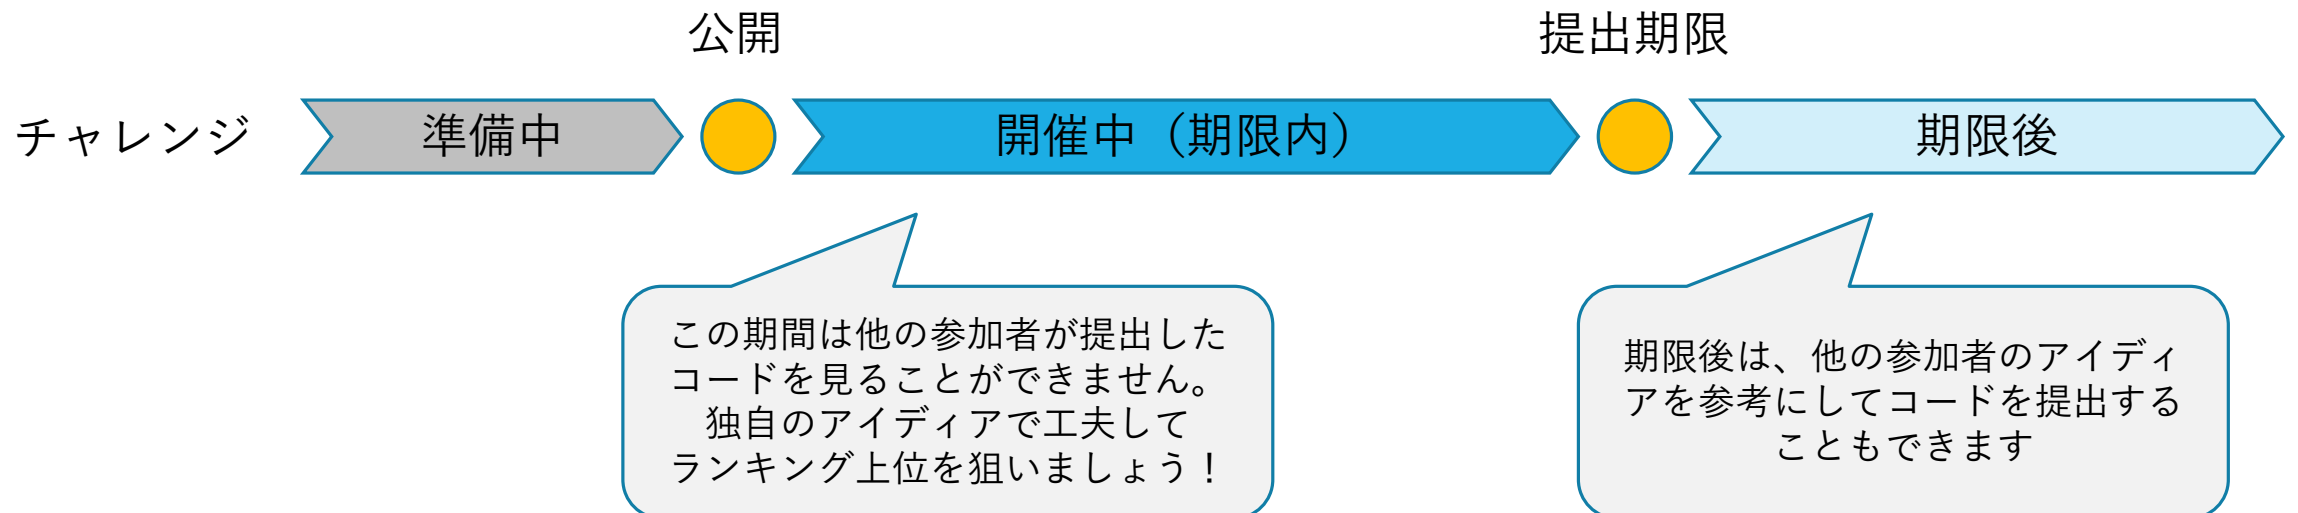 公開
提出期限
チャレンジ
準備中
開催中（期限内）
期限後
この期間は他の参加者が提出した
コードを見ることができません。
独自のアイディアで工夫して
ランキング上位を狙いましょう！
期限後は、他の参加者のアイディ
アを参考にしてコードを提出する
こともできます